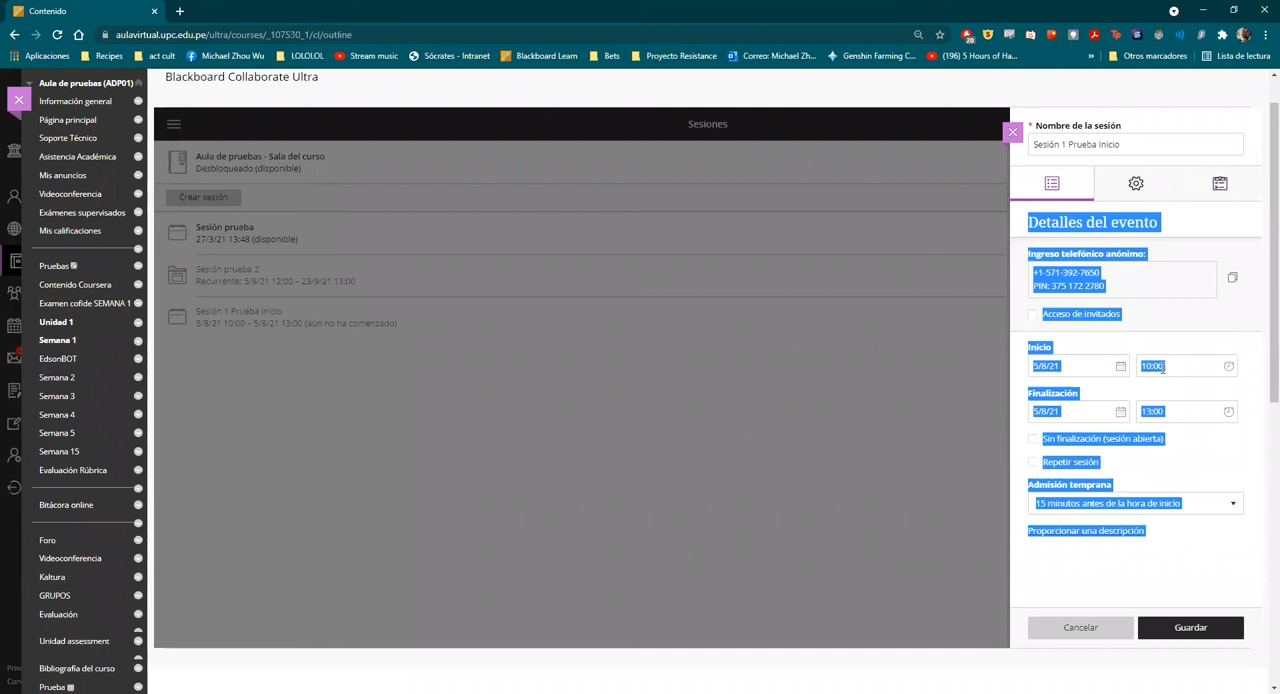 Contenido
aulavirtual.upc.edu.pe/ultra/courses/_107530_1/cl/outline
20
Aplicaciones
Recipes
act cult
Michael Zhou Wu
LOLOLOL
Stream music
Sócrates - Intranet
Blackboard Learn
Bets
Proyecto Resistance
Correo: Michael Zh...
Genshin Farming C...
(196) 5 Hours of Ha...
»
Otros marcadores
Lista de lectura
Aula de pruebas (ADP01)
Información general
Página principal
Soporte Técnico
Asistencia Académica
Mis anuncios
Videoconferencia
Exámenes supervisados
Mis calificaciones
Pruebas
Contenido Coursera
Examen cofide SEMANA 1
Unidad 1
Semana 1
EdsonBOT
Semana 2
Semana 3
Semana 4
Semana 5
Semana 15
Evaluación Rúbrica
Bitácora online
Foro
Videoconferencia
Kaltura
GRUPOS
Evaluación
Unidad assessment
Bibliografía del curso
Prueba
Blackboard Collaborate Ultra
Sesiones
Aula de pruebas - Sala del curso
Desbloqueado (disponible)
Crear sesión
Sesión prueba
27/3/21 13:48 (disponible)
Sesión prueba 2
Recurrente: 5/8/21 12:00 – 23/9/21 13:00
Sesión 1 Prueba Inicio
5/8/21 10:00 – 5/8/21 13:00 (aún no ha comenzado)
* Nombre de la sesión
Sesión 1 Prueba Inicio
Detalles del evento
Ingreso telefónico anónimo:
+1-571-392-7650
PIN: 375 172 2780
Acceso de invitados
Inicio
5/8/21 10:00
Finalización
5/8/21 13:00
Sin finalización (sesión abierta)
Repetir sesión
Admisión temprana
15 minutos antes de la hora de inicio
Proporcionar una descripción
Cancelar
Guardar